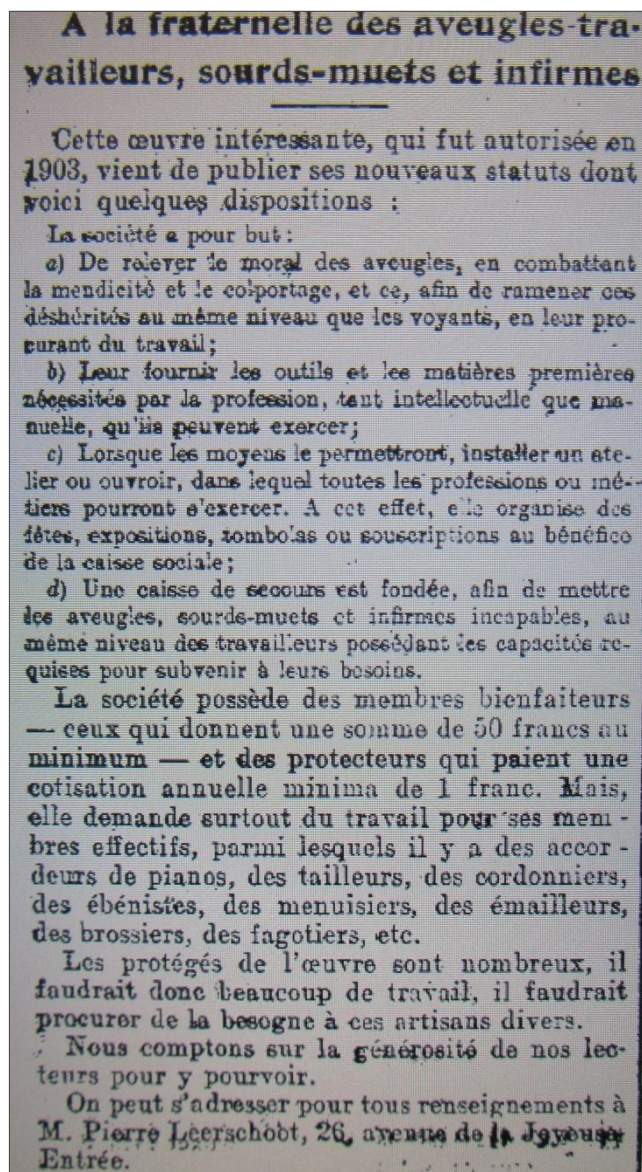 A la fraternelle des aveugles-tra-
vailleurs, sourds-muets et infirmes
Cette œuvre intéressante, qui fut autorisée en
1903, vient de publier ses nouveaux statuts dont
voici quelques dispositions :
La société a pour but :
a) De relever le moral des aveugles, en combattant
la mendicité et le colportage, et ce, afin de ramener ces
déshérités au même niveau que les voyants, en leur pro-
curant du travail ;
b) Leur fournir les outils et les matières premières
nécessités par la profession, tant intellectuelle que ma-
nuelle, qu'ils peuvent exercer ;
c) Lorsque les moyens le permettront, installer un ate-
lier ou ouvroir, dans lequel toutes les professions ou mé-
tiers pourront s'exercer. A cet effet, elle organise des
fêtes, expositions, tombolas ou souscriptions au bénéfice
de la caisse sociale ;
d) Une caisse de secours est fondée, afin de mettre
les aveugles, sourds-muets et infirmes incapables, au
même niveau des travailleurs possédant les capacités re-
quises pour subvenir à leurs besoins.
La société possède des membres bienfaiteurs
— ceux qui donnent une somme de 50 francs au
minimum — et des protecteurs qui paient une
cotisation annuelle minima de 1 franc. Mais,
elle demande surtout du travail pour ses mem-
bres effectifs, parmi lesquels il y a des accor-
deurs de pianos, des tailleurs, des cordonniers,
des ébénistes, des menuisiers, des émailleurs,
des brossiers, des fagotiers, etc.
Les protégés de l'œuvre sont nombreux, il
faudrait donc beaucoup de travail, il faudrait
procurer de la besogne à ces artisans divers.
Nous comptons sur la générosité de nos lec-
teurs pour y pourvoir.
On peut s'adresser pour tous renseignements à
M. Pierre Leerschobt, 26, avenue de la Joyeuse
Entrée.